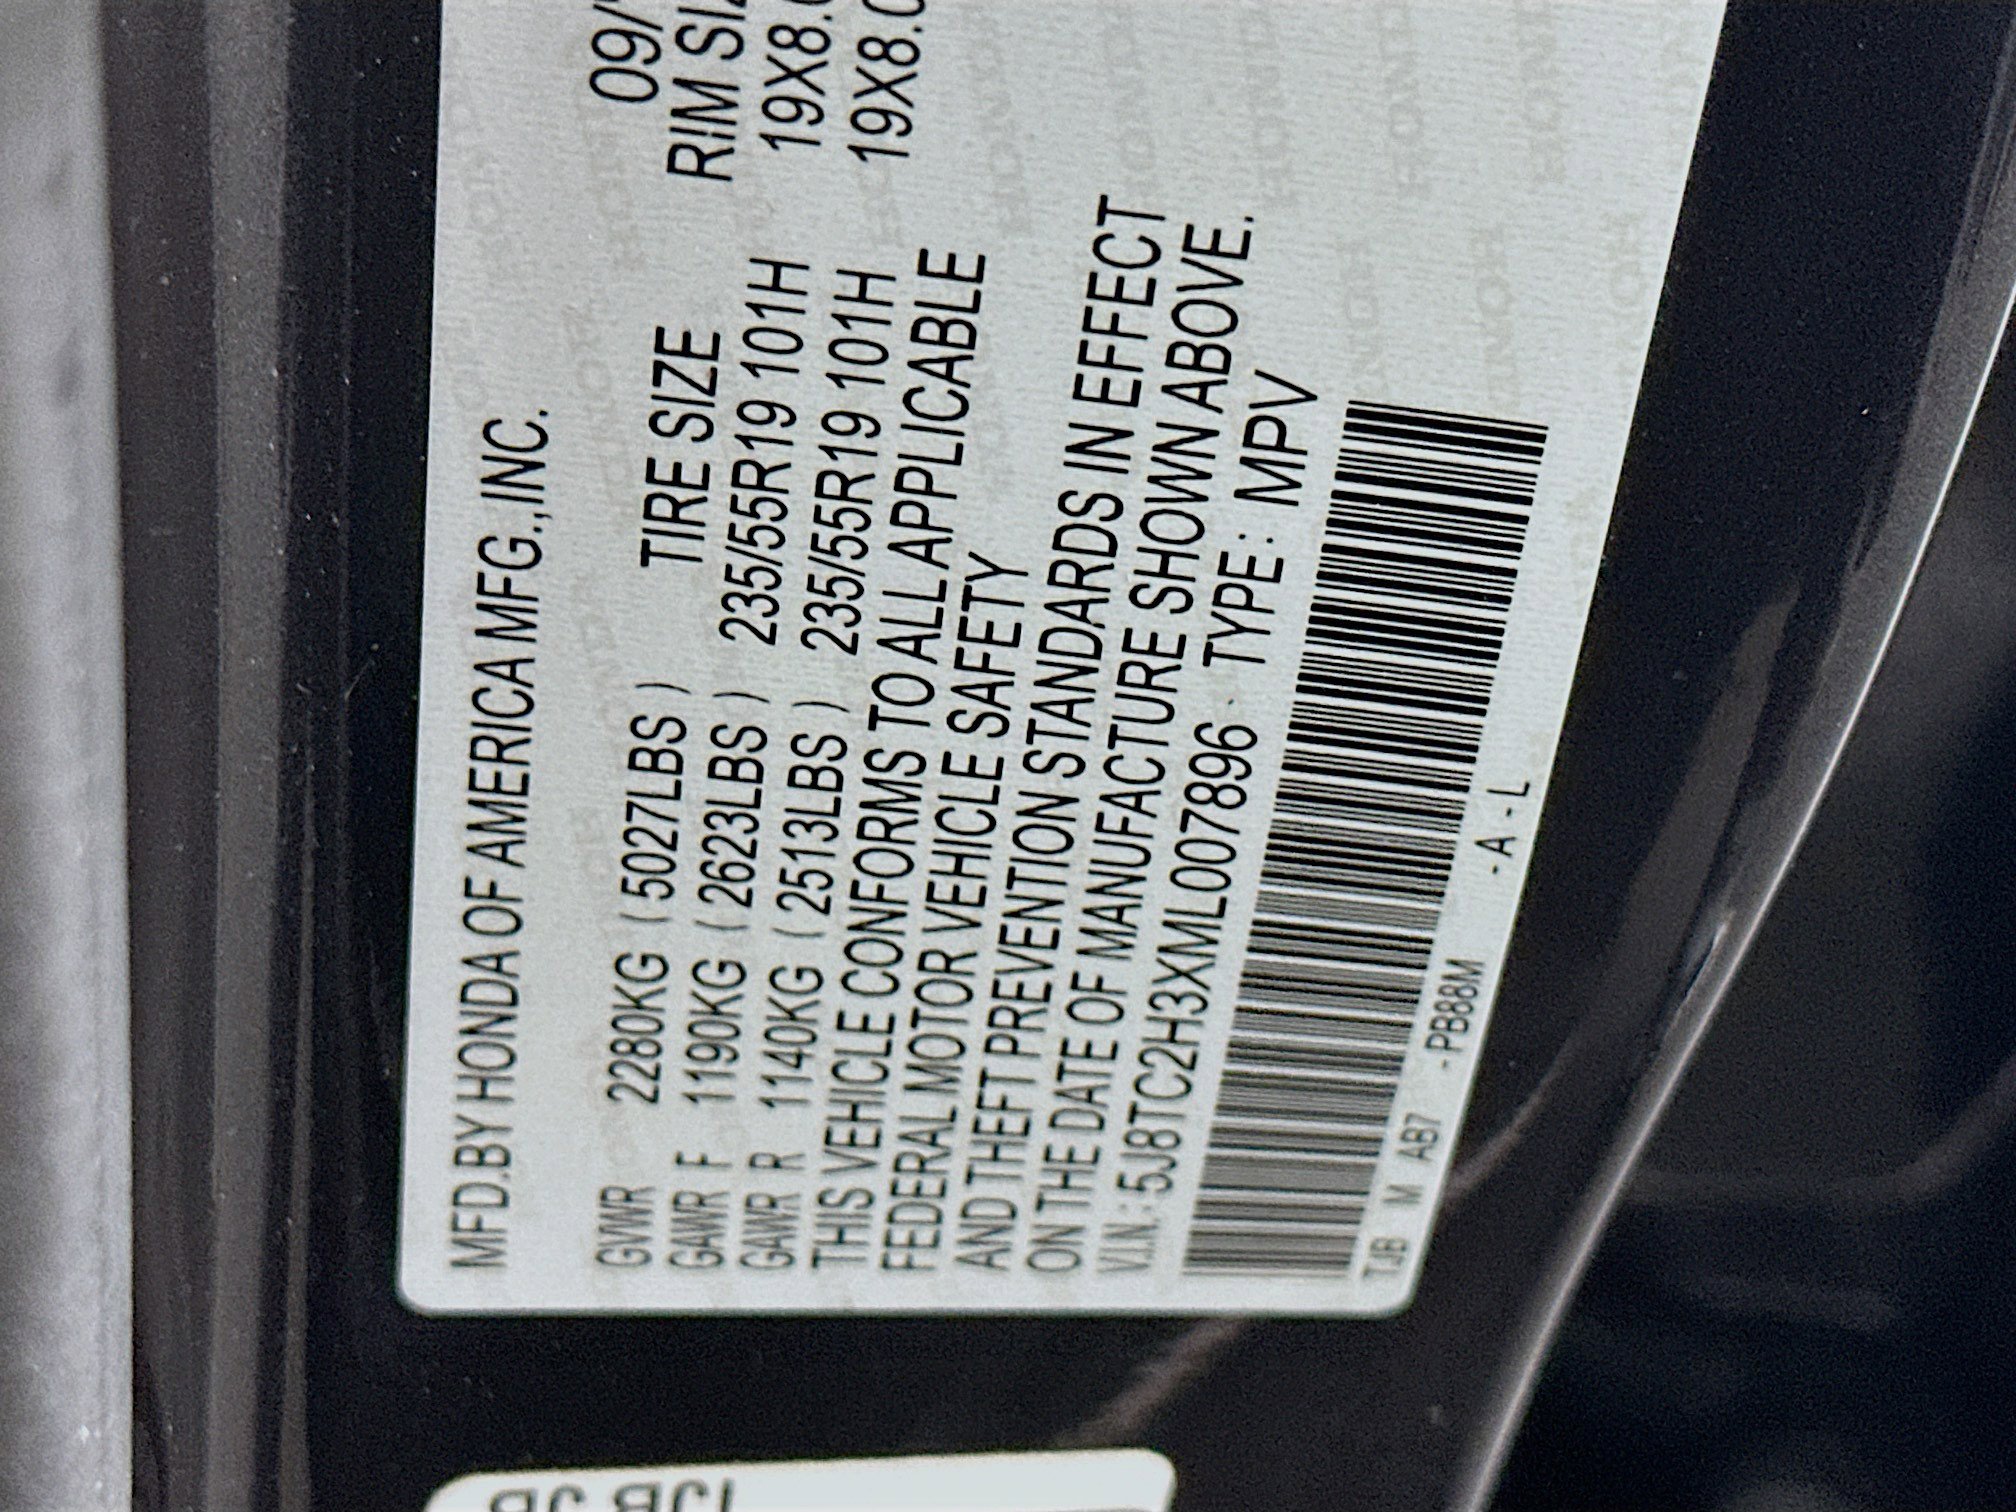 MFD.BY HONDA OF AMERICA MFG.,INC. 09/
GVWR 2280KG ( 5027LBS ) TIRE SIZE RIM SIZ
GAWR F 1190KG ( 2623LBS ) 235/55R19 101H 19X8.0
GAWR R 1140KG ( 2513LBS ) 235/55R19 101H 19X8.0
THIS VEHICLE CONFORMS TO ALL APPLICABLE
FEDERAL MOTOR VEHICLE SAFETY
AND THEFT PREVENTION STANDARDS IN EFFECT
ON THE DATE OF MANUFACTURE SHOWN ABOVE.
V.I.N.: 5J8TC2H3XML007896 TYPE: MPV
TJB M AB7 -PB88M -A-L